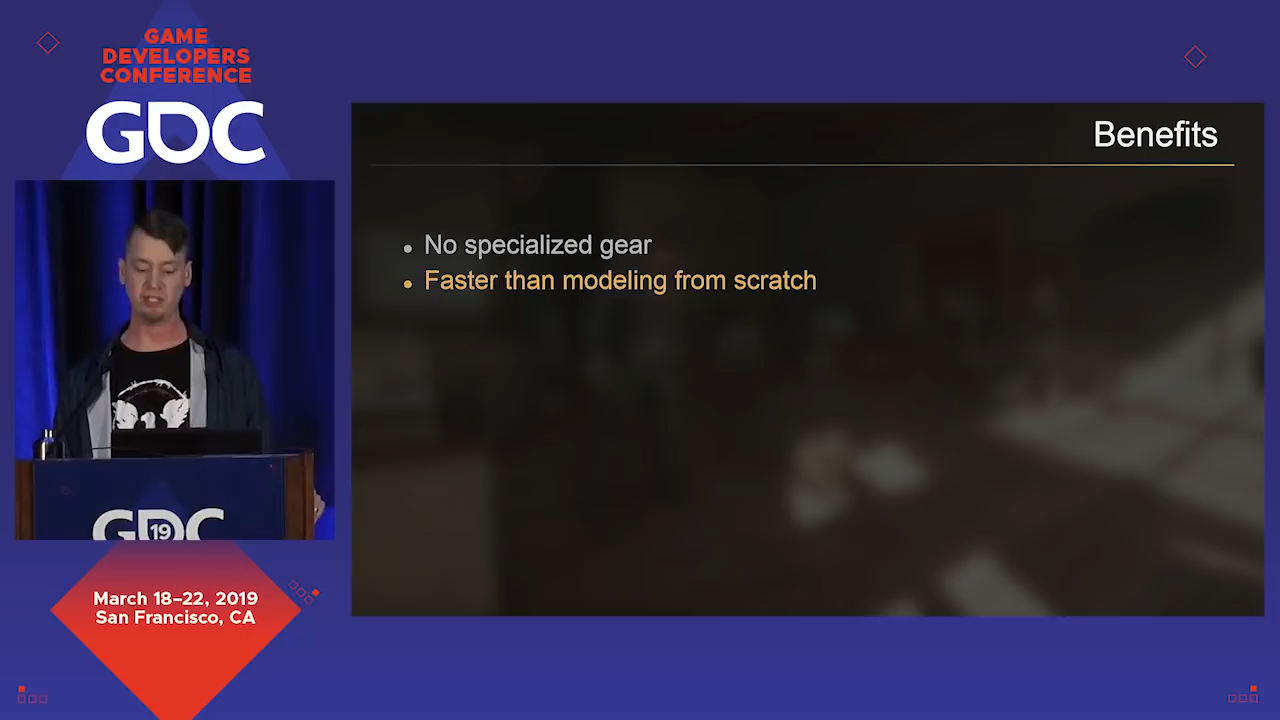 GAME
DEVELOPERS
CONFERENCE
GDC
Benefits
No specialized gear
Faster than modeling from scratch
GDC
19
March 18–22, 2019
San Francisco, CA